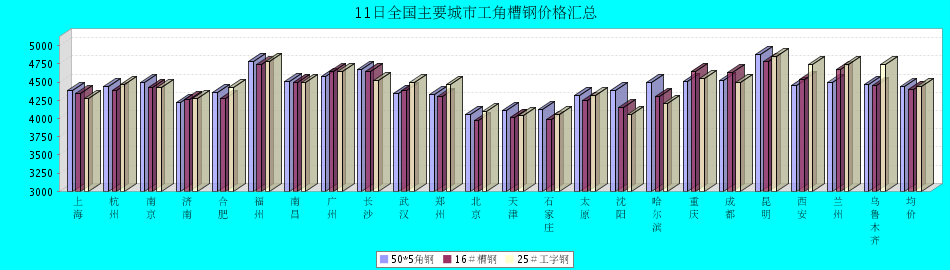 11日全国主要城市工角槽钢价格汇总
5000
4750
4500
4250
4000
3750
3500
3250
3000
上海
杭州
南京
济南
合肥
福州
南昌
广州
长沙
武汉
郑州
北京
天津
石家庄
太原
沈阳
哈尔滨
重庆
成都
昆明
西安
兰州
乌鲁木齐
均价
50*5角钢 16＃槽钢 25＃工字钢